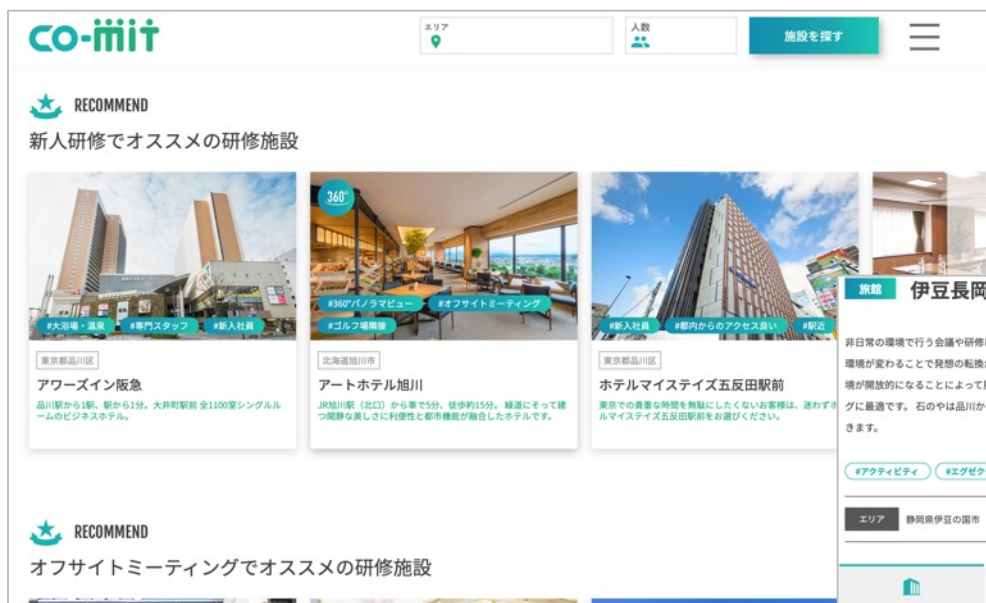 co-mit
エリア
人数
施設を探す
RECOMMEND
新人研修でオススメの研修施設
#大浴場・温泉 #専門スタッフ #新入社員
東京都品川区
アワーズイン阪急
品川駅から1駅、駅から1分。大井町駅前 全1100室シングルル
ームのビジネスホテル。
360°
#360°パノラマビュー #オフサイトミーティング
#ゴルフ場隣接
北海道旭川市
アートホテル旭川
JR旭川駅（北口）から車で5分、徒歩約15分。 緑道にそって建
つ閑静な美しさに利便性と都市機能が融合したホテルです。
#新入社員 #都内からのアクセス良い #駅近
東京都品川区
ホテルマイステイズ五反田駅前
東京での貴重な時間を無駄にしたくないお客様は、迷わずホ
ルマイステイズ五反田駅前をお選びください。
旅館 伊豆長岡
非日常の環境で行う会議や研修
環境が変わることで発想の転換
境が開放的になることによって
グに最適です。 石のやは品川か
きます。
#アクティビティ #エグゼク
エリア 静岡県伊豆の国市
RECOMMEND
オフサイトミーティングでオススメの研修施設